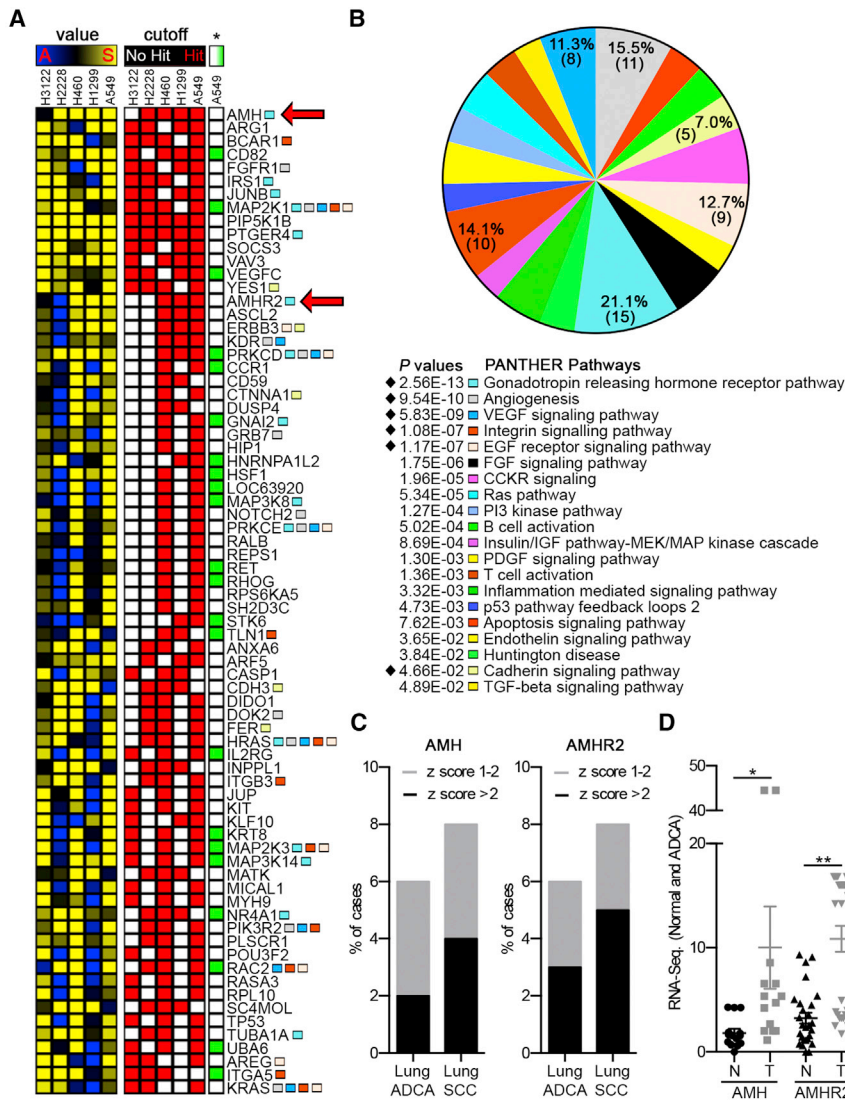 A
value
cutoff
*
A
S
No Hit
Hit
H3122
H2228
H460
H1299
A549
H3122
H2228
H460
H1299
A549
A549
AMH
ARG1
BCAR1
CD82
FGFR1
IRS1
JUNB
MAP2K1
PIP5K1B
PTGER4
SOCS3
VAV3
VEGFC
YES1
AMHR2
ASCL2
ERBB3
KDR
PRKCD
CCR1
CD59
CTNNA1
DUSP4
GNAI2
GRB7
HIP1
HNRNPA1L2
HSF1
LOC63920
MAP3K8
NOTCH2
PRKCE
RALB
REPS1
RET
RHOG
RPS6KA5
SH2D3C
STK6
TLN1
ANXA6
ARF5
CASP1
CDH3
DIDO1
DOK2
FER
HRAS
IL2RG
INPPL1
ITGB3
JUP
KIT
KLF10
KRT8
MAP2K3
MAP3K14
MATK
MICAL1
MYH9
NR4A1
PIK3R2
PLSCR1
POU3F2
RAC2
RASA3
RPL10
SC4MOL
TP53
TUBA1A
UBA6
AREG
ITGA5
KRAS
B
11.3%
(8)
15.5%
(11)
7.0%
(5)
12.7%
(9)
21.1%
(15)
14.1%
(10)
P values PANTHER Pathways
◆ 2.56E-13 Gonadotropin releasing hormone receptor pathway
◆ 9.54E-10 Angiogenesis
◆ 5.83E-09 VEGF signaling pathway
◆ 1.08E-07 Integrin signalling pathway
◆ 1.17E-07 EGF receptor signaling pathway
1.75E-06 FGF signaling pathway
1.96E-05 CCKR signaling
5.34E-05 Ras pathway
1.27E-04 PI3 kinase pathway
5.02E-04 B cell activation
8.69E-04 Insulin/IGF pathway-MEK/MAP kinase cascade
1.30E-03 PDGF signaling pathway
1.36E-03 T cell activation
3.32E-03 Inflammation mediated signaling pathway
4.73E-03 p53 pathway feedback loops 2
7.62E-03 Apoptosis signaling pathway
3.65E-02 Endothelin signaling pathway
3.84E-02 Huntington disease
◆ 4.66E-02 Cadherin signaling pathway
4.89E-02 TGF-beta signaling pathway
C
AMH
z score 1-2
z score >2
% of cases
10
8
6
4
2
0
Lung
ADCA
Lung
SCC
AMHR2
z score 1-2
z score >2
% of cases
10
8
6
4
2
0
Lung
ADCA
Lung
SCC
D
RNA-Seq. (Normal and ADCA)
50
40
20
10
0
*
**
N
T
N
T
AMH
AMHR2